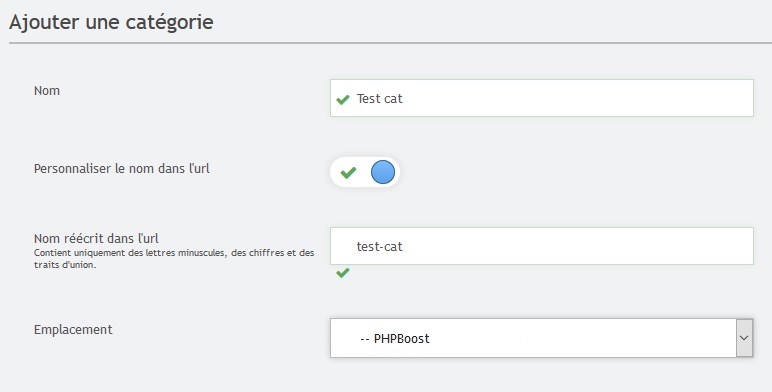 Ajouter une catégorie
Nom
Test cat
Personnaliser le nom dans l'url
Nom réécrit dans l'url
test-cat
Contient uniquement des lettres minuscules, des chiffres et des
traits d'union.
Emplacement
-- PHPBoost